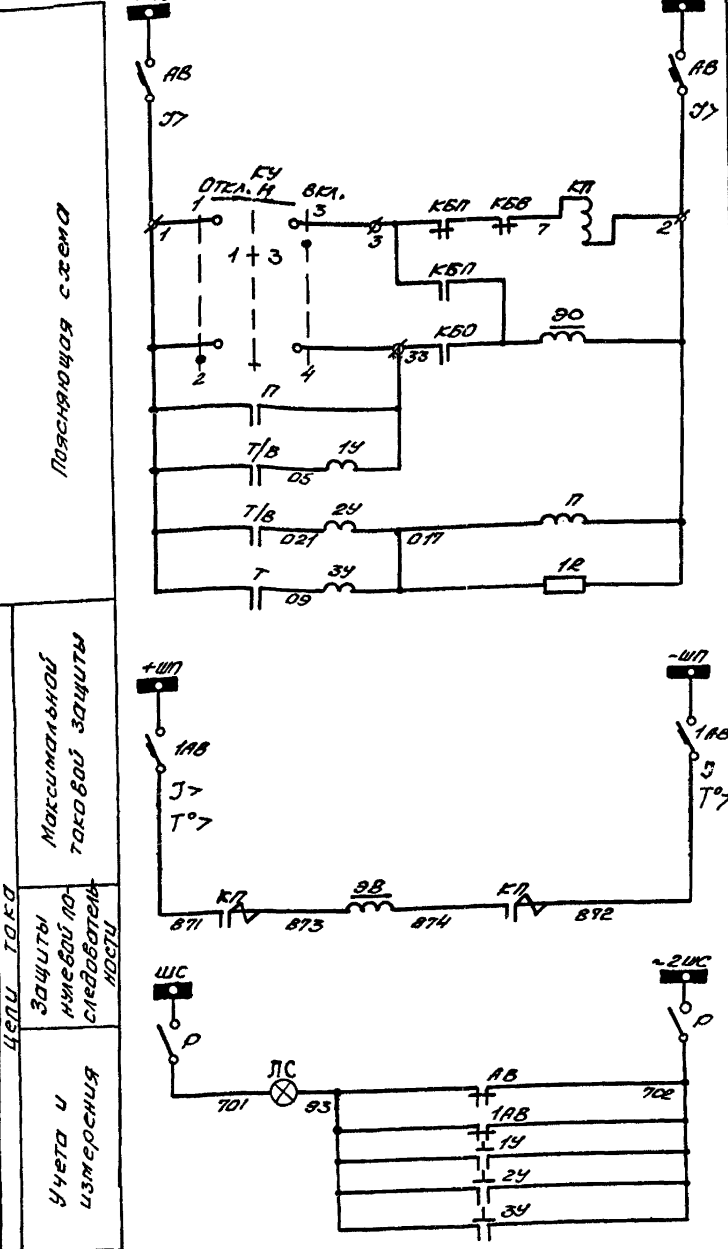 АВ
АВ
J>
J>
КУ
ОТКЛ. Н ВКЛ.
1
3
КБП
КБВ
КП
1
3
7
2
1 3
КБП
КБО
ЭО
33
2
4
П
Т/В
1У
05
Т/В
2У
П
021
017
Т
3У
1R
09
Поясняющая схема
+ШП
-ШП
1АВ
1АВ
J>
J
Т°>
Т°>
КП
ЭВ
КП
871
873
874
872
ШС
~2ШС
Р
Р
ЛС
АВ
701
93
702
1АВ
1У
2У
3У
Цепи тока
Максимальной
токовой защиты
Защиты
нулевой по-
следователь-
ности
Учета и
измерения